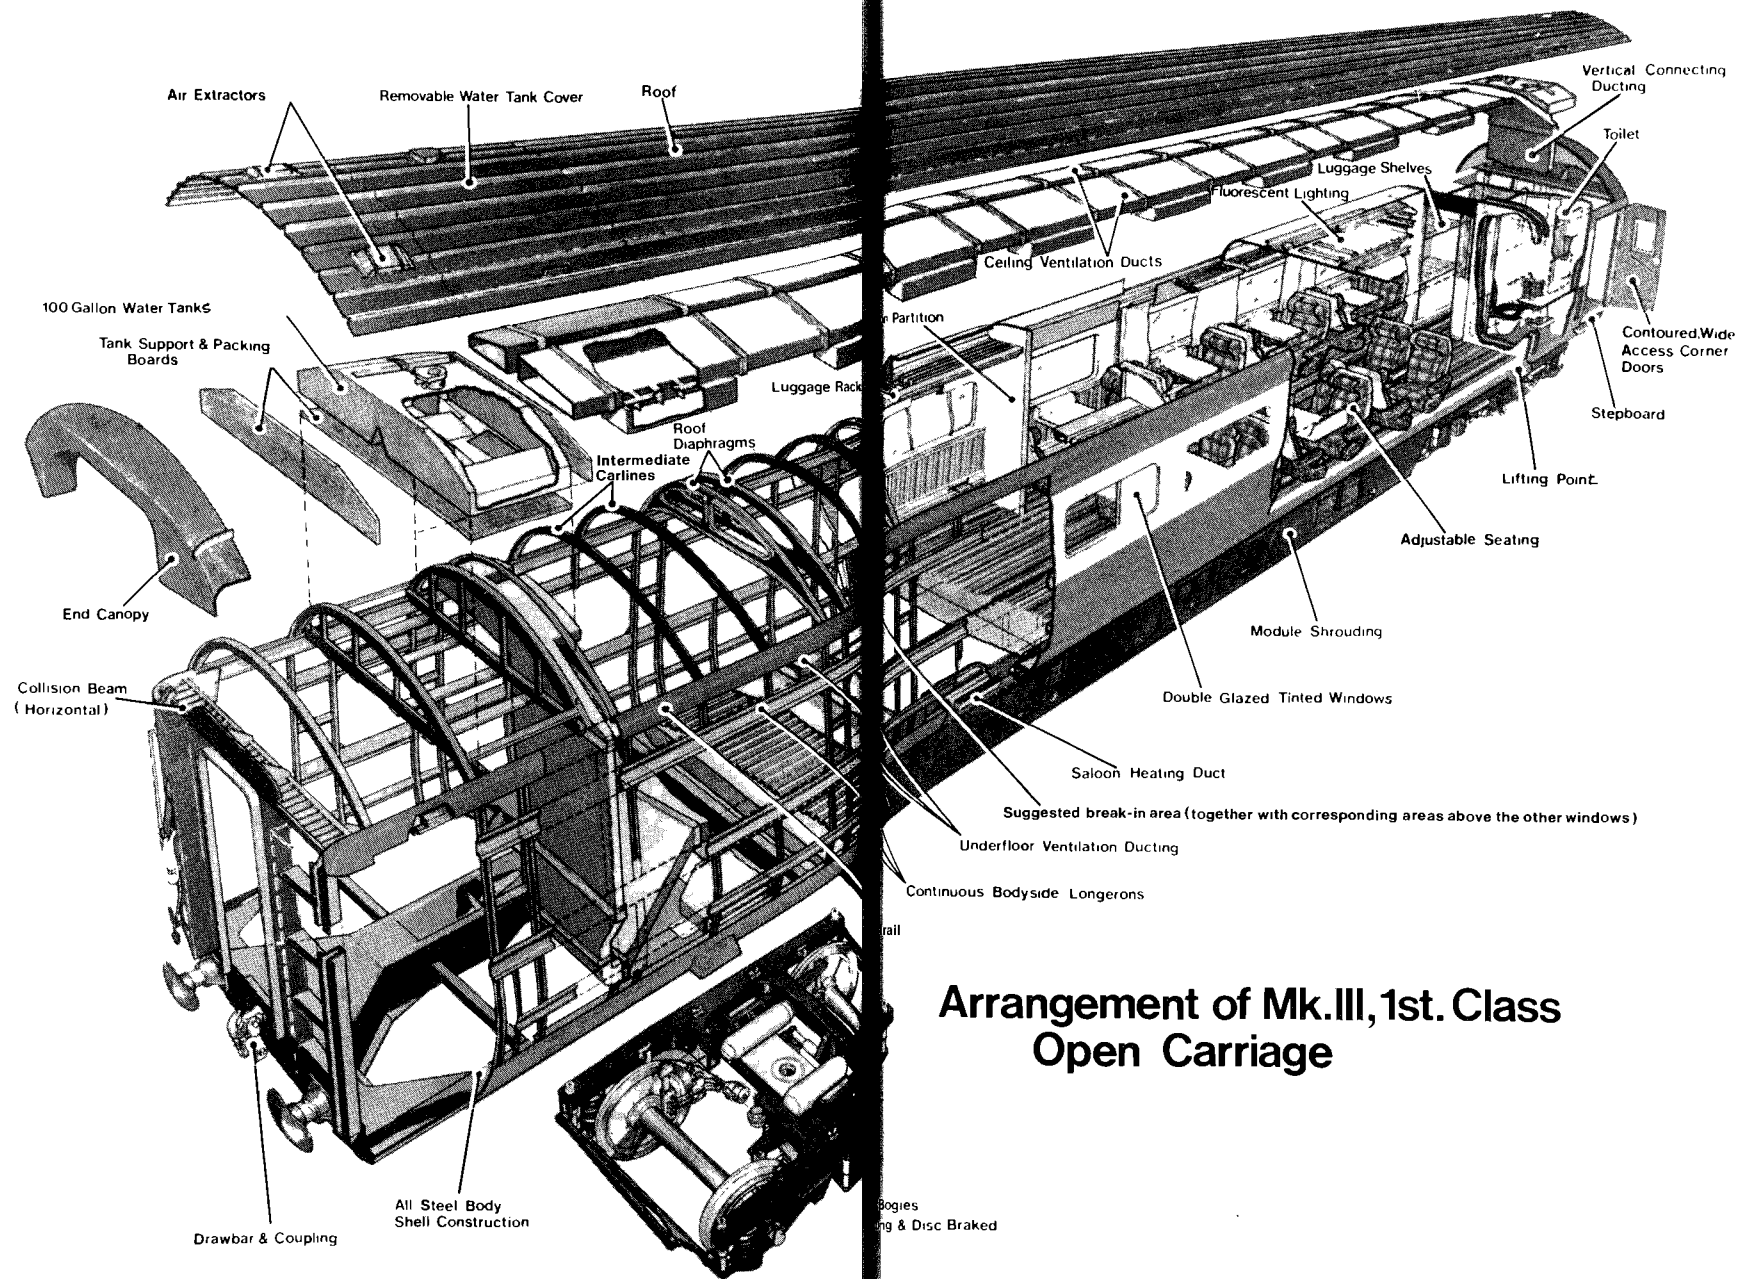 Air Extractors
Removable Water Tank Cover
Roof
Vertical Connecting
Ducting
Toilet
Luggage Shelves
Fluorescent Lighting
Ceiling Ventilation Ducts
100 Gallon Water Tanks
Tank Support & Packing
Boards
Partition
Luggage Rack
Contoured, Wide
Access Corner
Doors
Stepboard
Roof
Diaphragms
Intermediate
Carlines
Lifting Point
Adjustable Seating
End Canopy
Module Shrouding
Collision Beam
(Horizontal)
Double Glazed Tinted Windows
Saloon Heating Duct
Suggested break-in area (together with corresponding areas above the other windows)
Underfloor Ventilation Ducting
Continuous Bodyside Longerons
rail
Arrangement of Mk.III, 1st. Class
Open Carriage
All Steel Body
Shell Construction
Drawbar & Coupling
Bogies
& Disc Braked